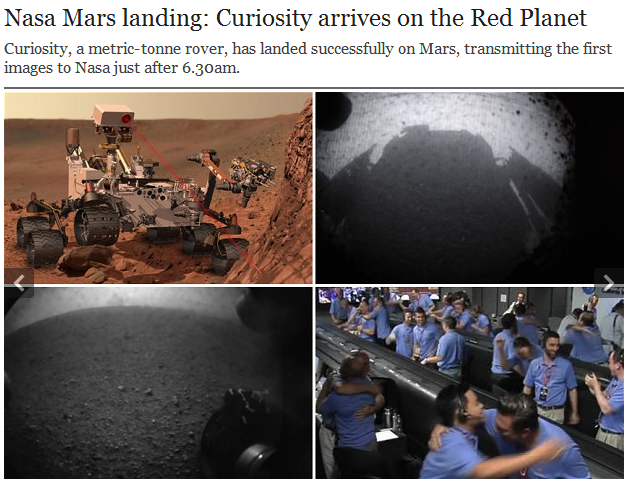 Nasa Mars landing: Curiosity arrives on the Red Planet
Curiosity, a metric-tonne rover, has landed successfully on Mars, transmitting the first
images to Nasa just after 6.30am.